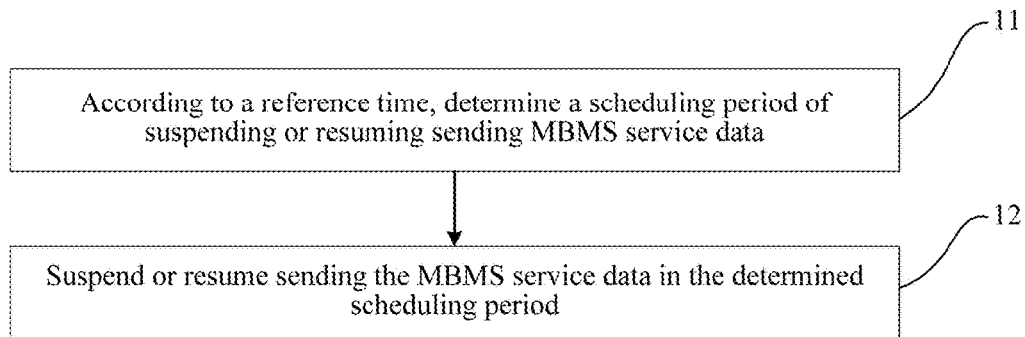 11
According to a reference time, determine a scheduling period of
suspending or resuming sending MBMS service data
12
Suspend or resume sending the MBMS service data in the determined
scheduling period